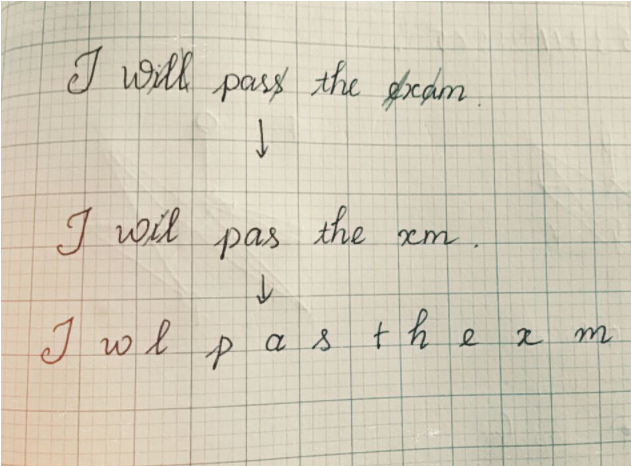 I will pass the exam.
↓
I wil pas the xm.
↓
I w l p a s t h e x m